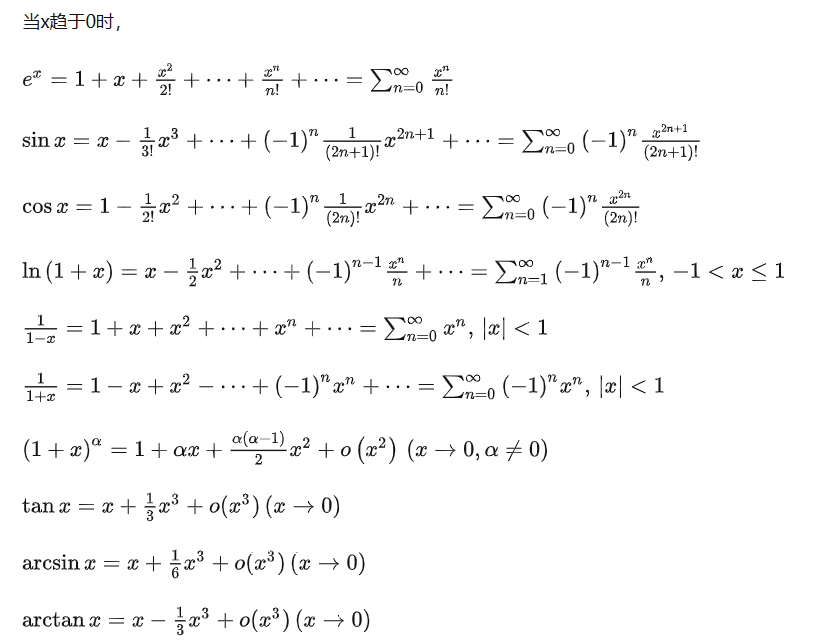 当x趋于0时，
$e^x = 1 + x + \frac{x^2}{2!} + \cdots + \frac{x^n}{n!} + \cdots = \sum_{n=0}^{\infty} \frac{x^n}{n!}$
$\sin x = x - \frac{1}{3!}x^3 + \cdots + (-1)^n \frac{1}{(2n+1)!}x^{2n+1} + \cdots = \sum_{n=0}^{\infty} (-1)^n \frac{x^{2n+1}}{(2n+1)!}$
$\cos x = 1 - \frac{1}{2!}x^2 + \cdots + (-1)^n \frac{1}{(2n)!}x^{2n} + \cdots = \sum_{n=0}^{\infty} (-1)^n \frac{x^{2n}}{(2n)!}$
$\ln(1+x) = x - \frac{1}{2}x^2 + \cdots + (-1)^{n-1} \frac{x^n}{n} + \cdots = \sum_{n=1}^{\infty} (-1)^{n-1} \frac{x^n}{n}, -1 < x \leq 1$
$\frac{1}{1-x} = 1 + x + x^2 + \cdots + x^n + \cdots = \sum_{n=0}^{\infty} x^n, |x| < 1$
$\frac{1}{1+x} = 1 - x + x^2 - \cdots + (-1)^n x^n + \cdots = \sum_{n=0}^{\infty} (-1)^n x^n, |x| < 1$
$(1+x)^\alpha = 1 + \alpha x + \frac{\alpha(\alpha-1)}{2}x^2 + o(x^2) (x \to 0, \alpha \neq 0)$
$\tan x = x + \frac{1}{3}x^3 + o(x^3) (x \to 0)$
$\arcsin x = x + \frac{1}{6}x^3 + o(x^3) (x \to 0)$
$\arctan x = x - \frac{1}{3}x^3 + o(x^3) (x \to 0)$